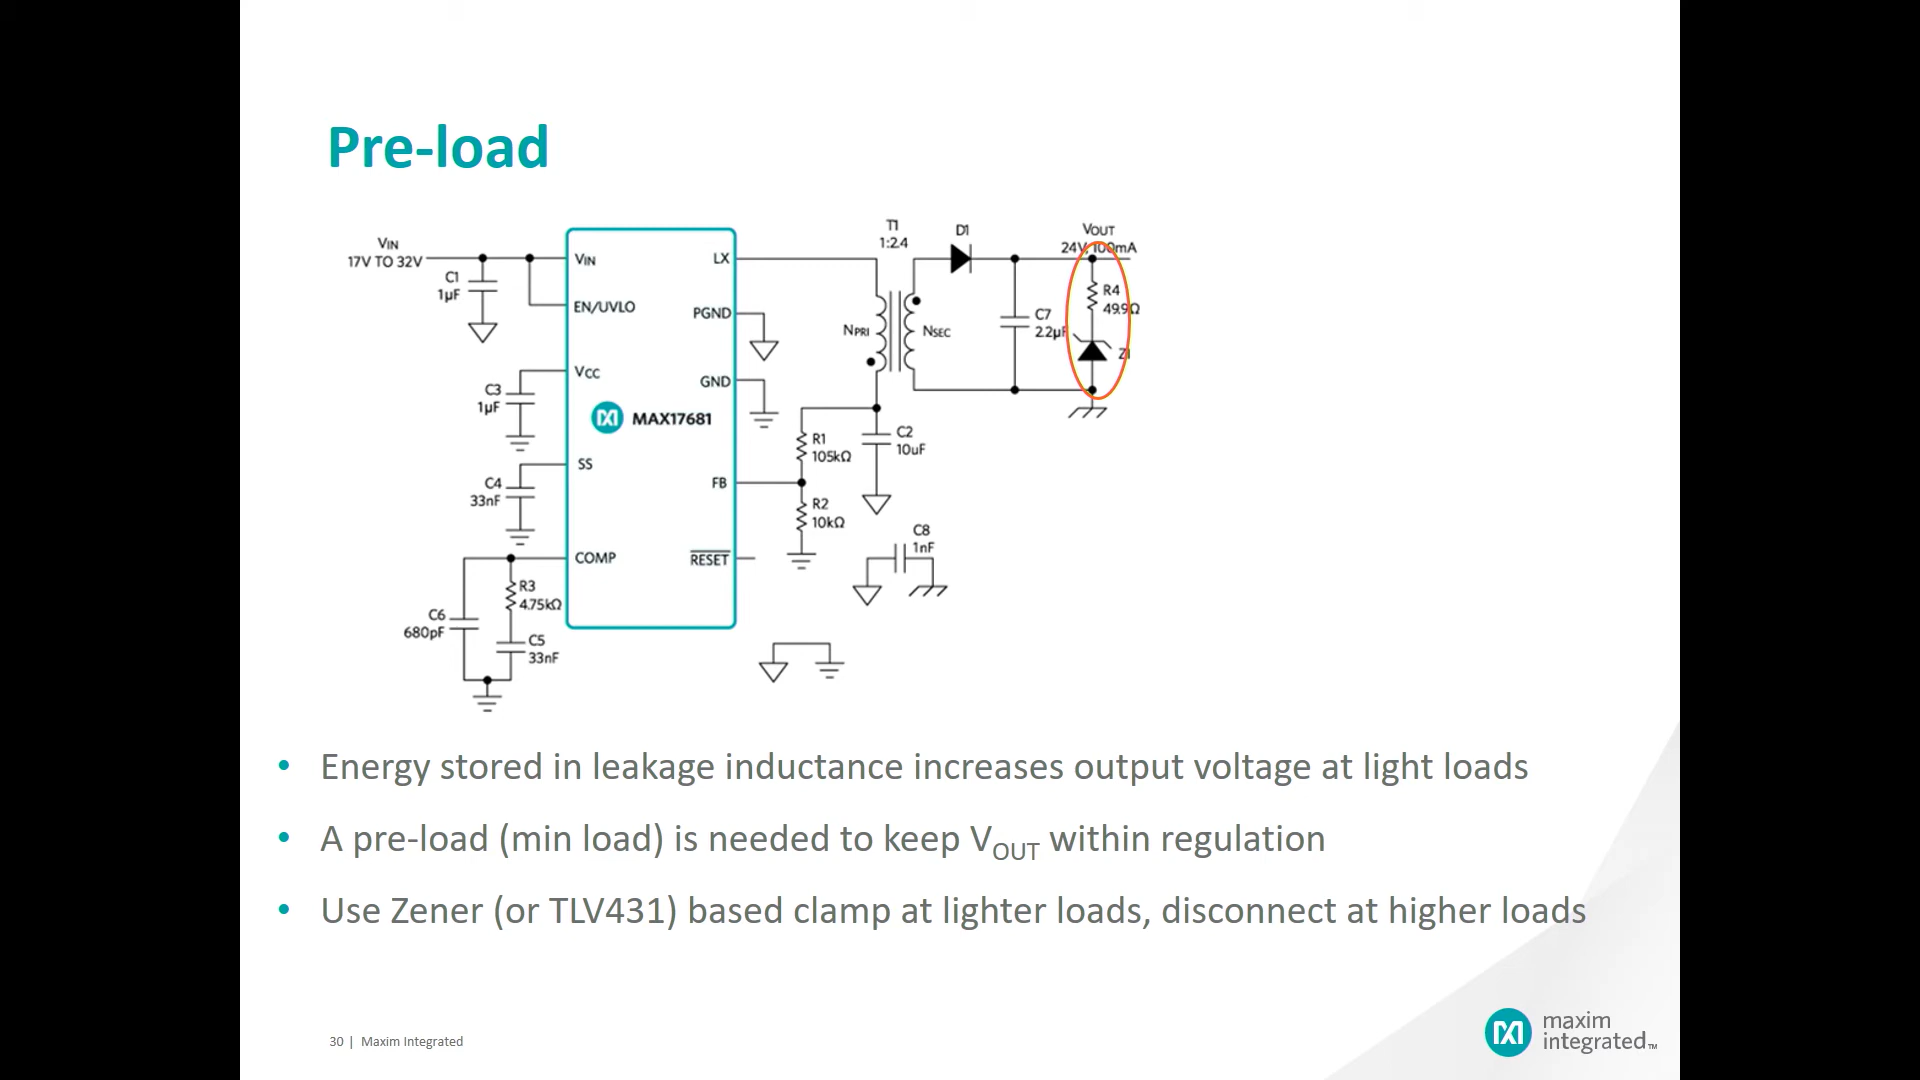 Pre-load
VIN
17V TO 32V
C1
1µF
VIN
EN/UVLO
VCC
C3
1µF
MAX17681
SS
C4
33nF
COMP
R3
4.75kΩ
C6
680pF
C5
33nF
LX
PGND
GND
FB
RESET
T1
1:2.4
NPRI
NSEC
D1
VOUT
24V, 100mA
R4
49.9Ω
C7
2.2µF
Z1
R1
105kΩ
C2
10uF
R2
10kΩ
C8
1nF
• Energy stored in leakage inductance increases output voltage at light loads
• A pre-load (min load) is needed to keep VOUT within regulation
• Use Zener (or TLV431) based clamp at lighter loads, disconnect at higher loads
30 | Maxim Integrated
maxim
integrated™